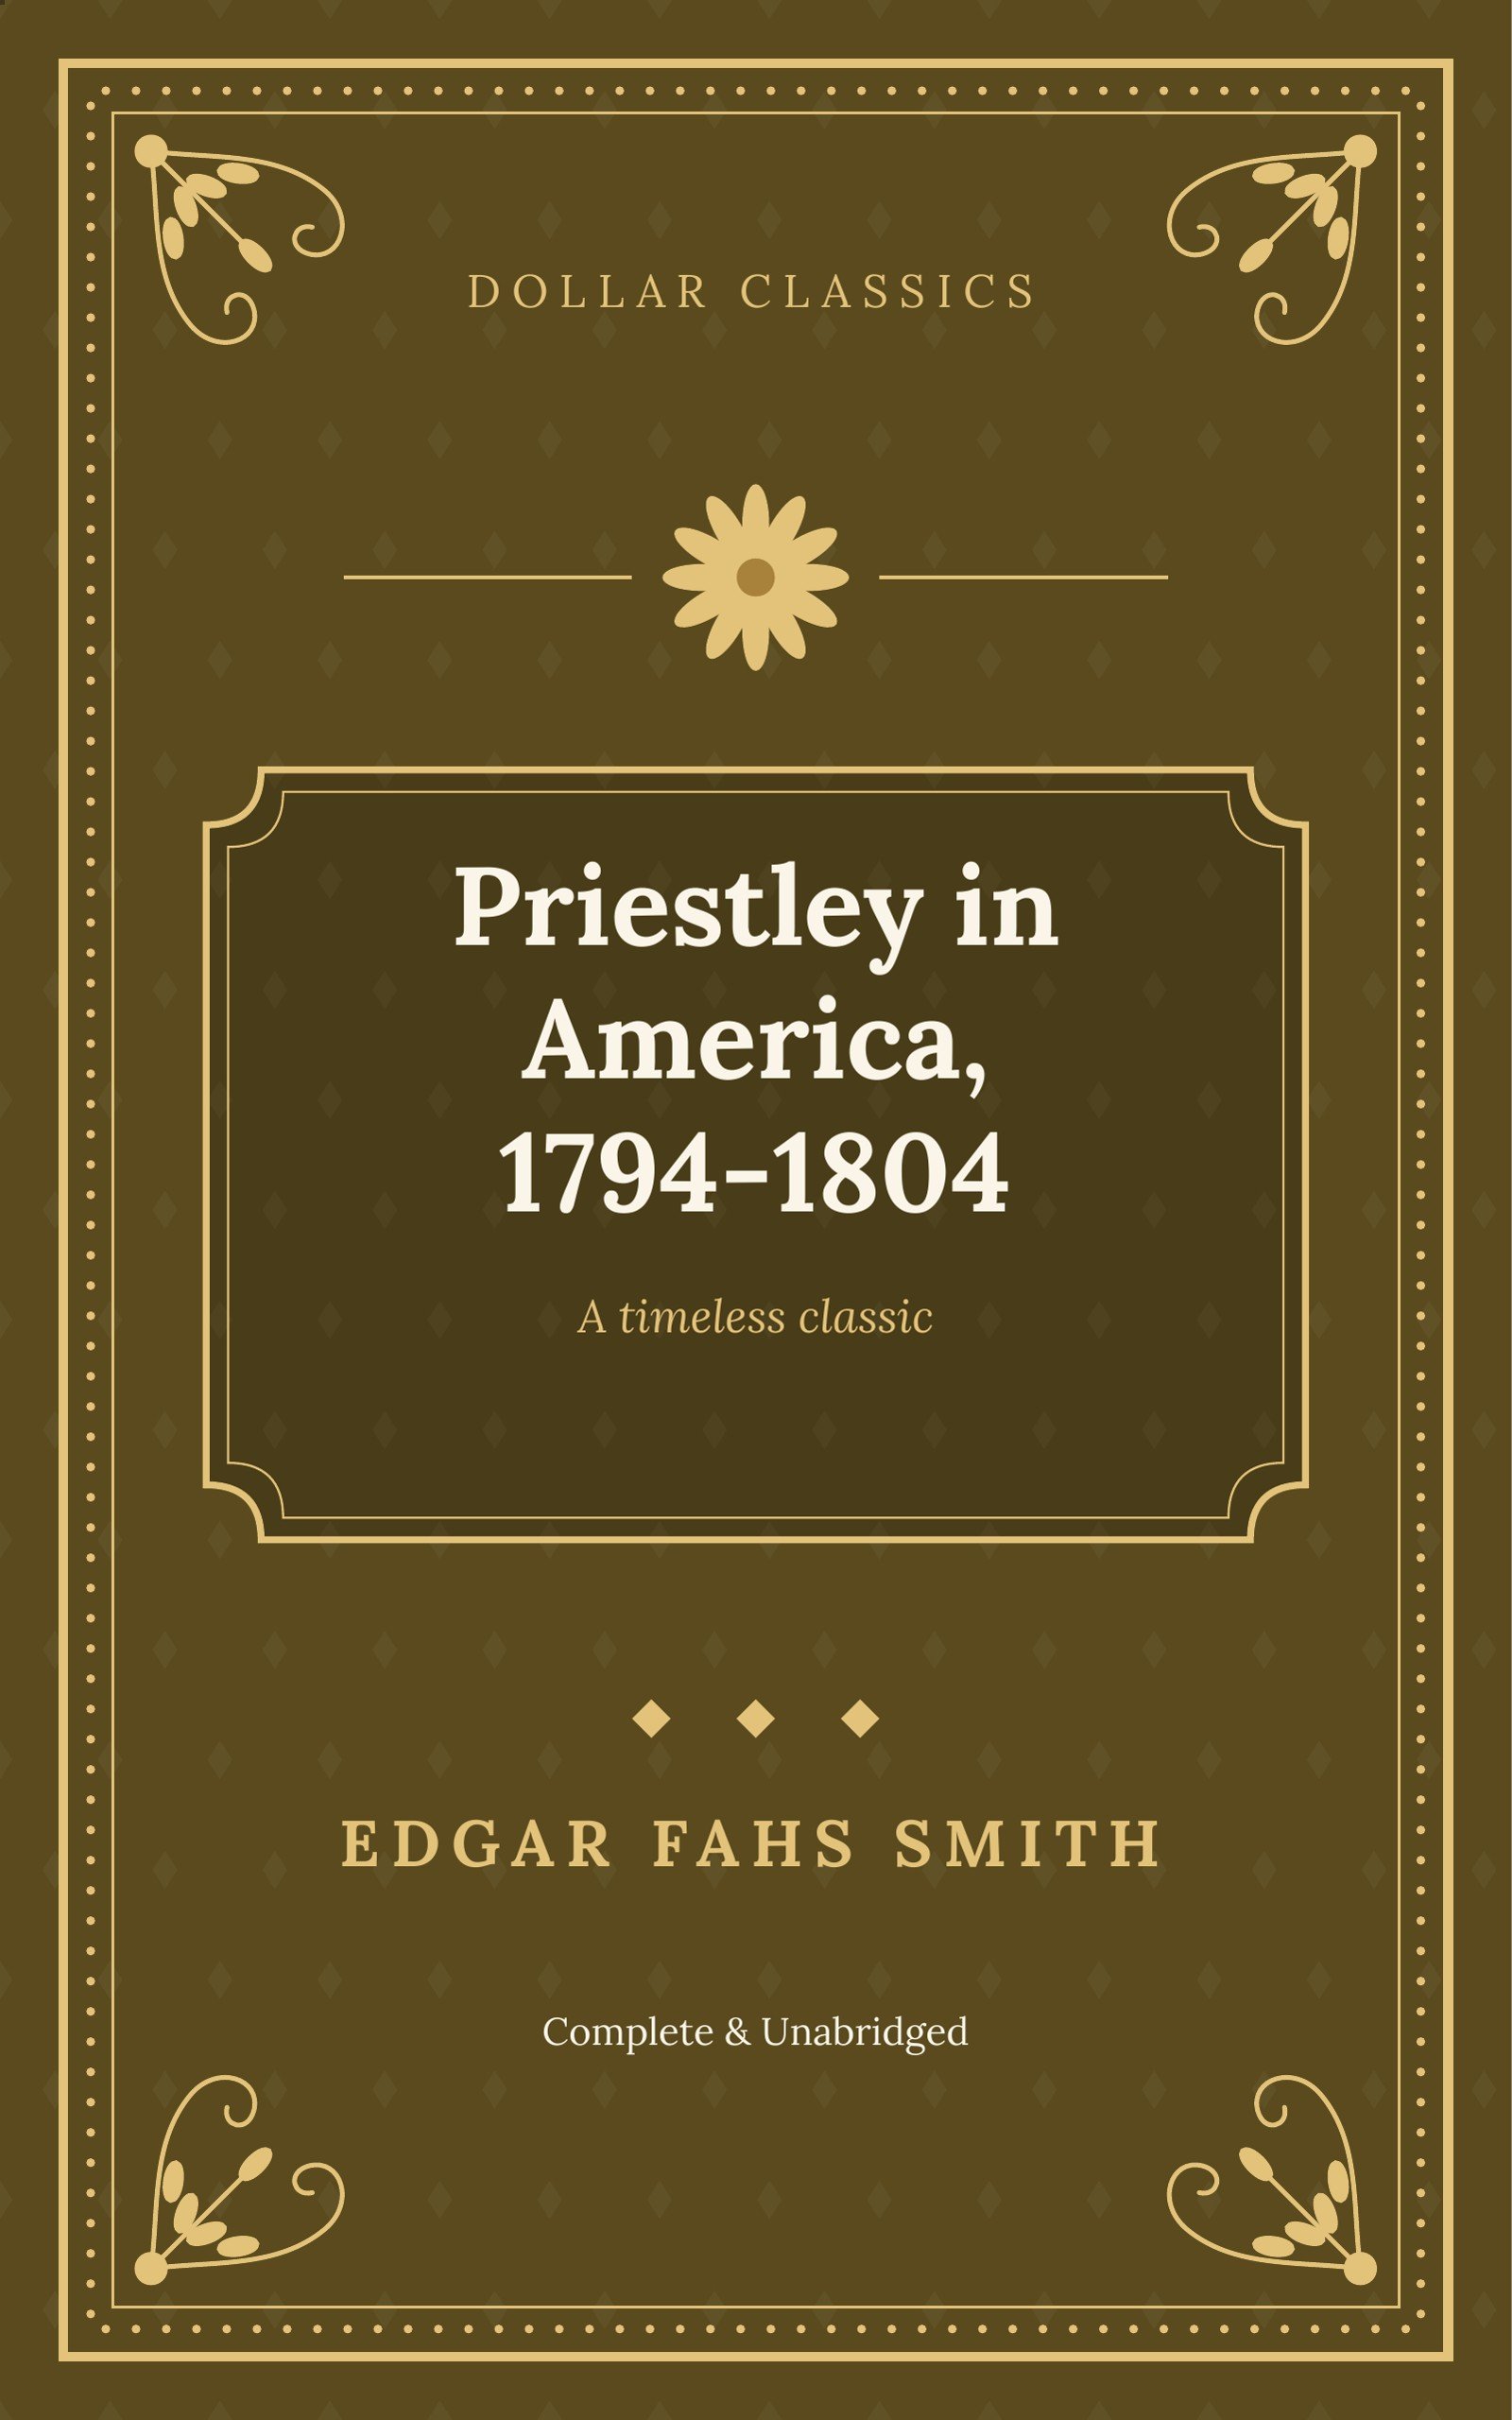 DOLLAR CLASSICS
Priestley in
America,
1794-1804
A timeless classic
EDGAR FAHS SMITH
Complete & Unabridged